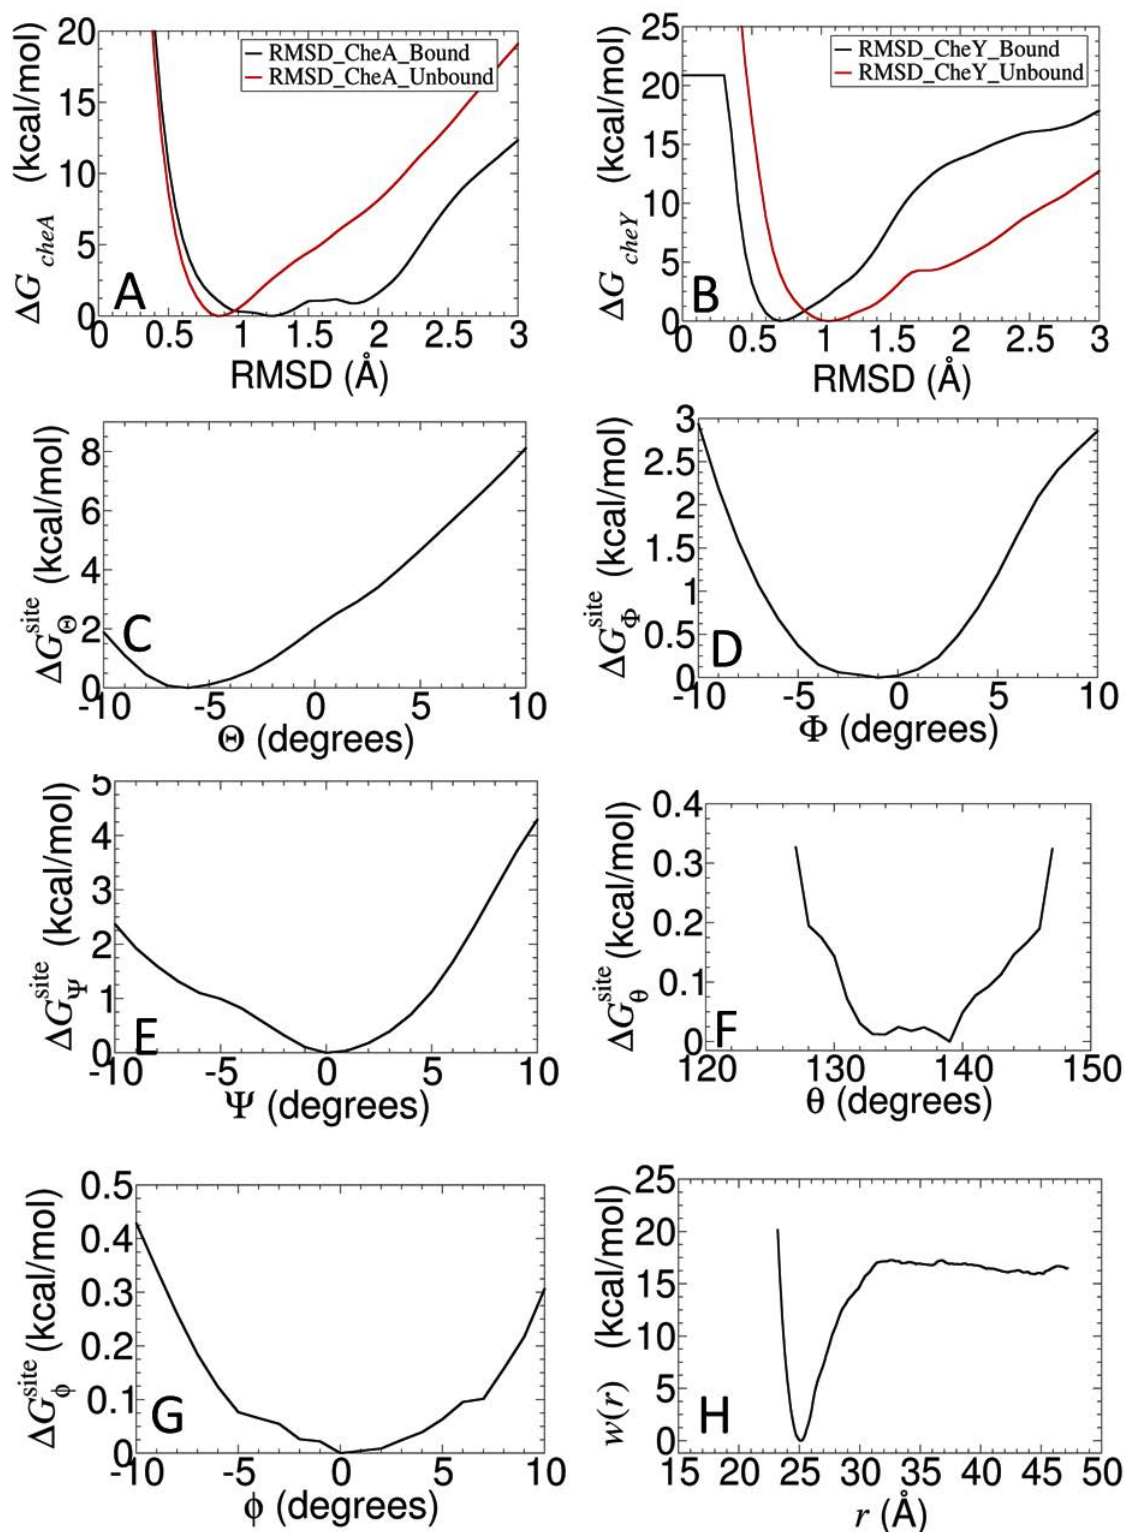 ΔG cheA (kcal/mol)
20
15
10
5
0
RMSD_CheA_Bound
RMSD_CheA_Unbound
A
0 0.5 1 1.5 2 2.5 3
RMSD (Å)
ΔG cheY (kcal/mol)
25
20
15
10
5
0
RMSD_CheY_Bound
RMSD_CheY_Unbound
B
0 0.5 1 1.5 2 2.5 3
RMSD (Å)
ΔG site Θ (kcal/mol)
8
6
4
2
0
C
-10 -5 0 5 10
Θ (degrees)
ΔG site Φ (kcal/mol)
3
2.5
2
1.5
1
0.5
0
D
-10 -5 0 5 10
Φ (degrees)
ΔG site Ψ (kcal/mol)
5
4
3
2
1
0
E
-10 -5 0 5 10
Ψ (degrees)
ΔG site θ (kcal/mol)
0.4
0.3
0.2
0.1
0
F
120 130 140 150
θ (degrees)
ΔG site ϕ (kcal/mol)
0.5
0.4
0.3
0.2
0.1
0
G
-10 -5 0 5 10
ϕ (degrees)
w(r) (kcal/mol)
25
20
15
10
5
0
H
15 20 25 30 35 40 45 50
r (Å)